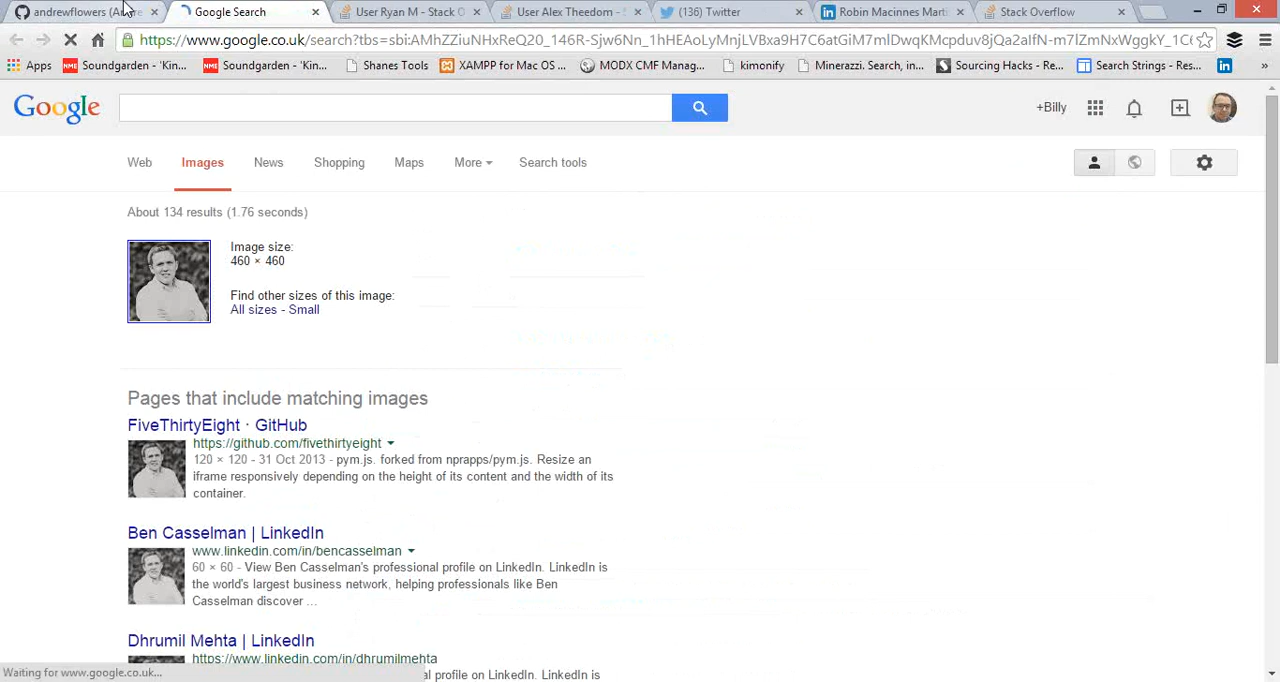 andrewflowers (Andre
Google Search
User Ryan M - Stack O
User Alex Theedom - S
(136) Twitter
Robin Macinnes Mart
Stack Overflow
https://www.google.co.uk/search?tbs=sbi:AMhZZiuNHxReQ20_146R-Sjw6Nn_1hHEAoLyMnjLVBxa9H7C6atGiM7mlDwqKMcpduv8jQa2aIfN-m7lZmNxWggkY_1C
Apps
Soundgarden - 'Kin...
Soundgarden - 'Kin...
Shanes Tools
XAMPP for Mac OS ...
MODX CMF Manag...
kimonify
Minerazzi. Search, in...
Sourcing Hacks - Re...
Search Strings - Res...
»
Google
+Billy
Web
Images
News
Shopping
Maps
More
Search tools
About 134 results (1.76 seconds)
Image size:
460 × 460
Find other sizes of this image:
All sizes - Small
Pages that include matching images
FiveThirtyEight · GitHub
https://github.com/fivethirtyeight
120 × 120 - 31 Oct 2013 - pym.js. forked from nprapps/pym.js. Resize an
iframe responsively depending on the height of its content and the width of its
container.
Ben Casselman | LinkedIn
www.linkedin.com/in/bencasselman
60 × 60 - View Ben Casselman's professional profile on LinkedIn. LinkedIn is
the world's largest business network, helping professionals like Ben
Casselman discover ...
Dhrumil Mehta | LinkedIn
https://www.linkedin.com/in/dhrumilmehta
al profile on LinkedIn. LinkedIn is
Waiting for www.google.co.uk...